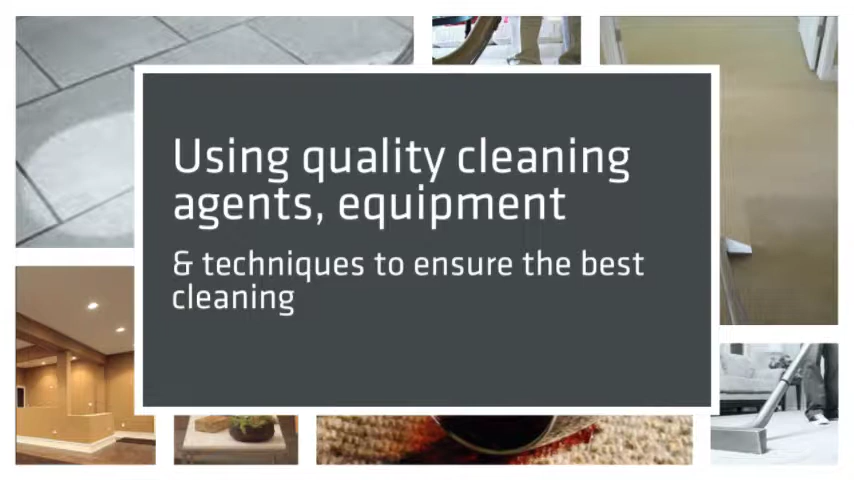 Using quality cleaning
agents, equipment
& techniques to ensure the best
cleaning